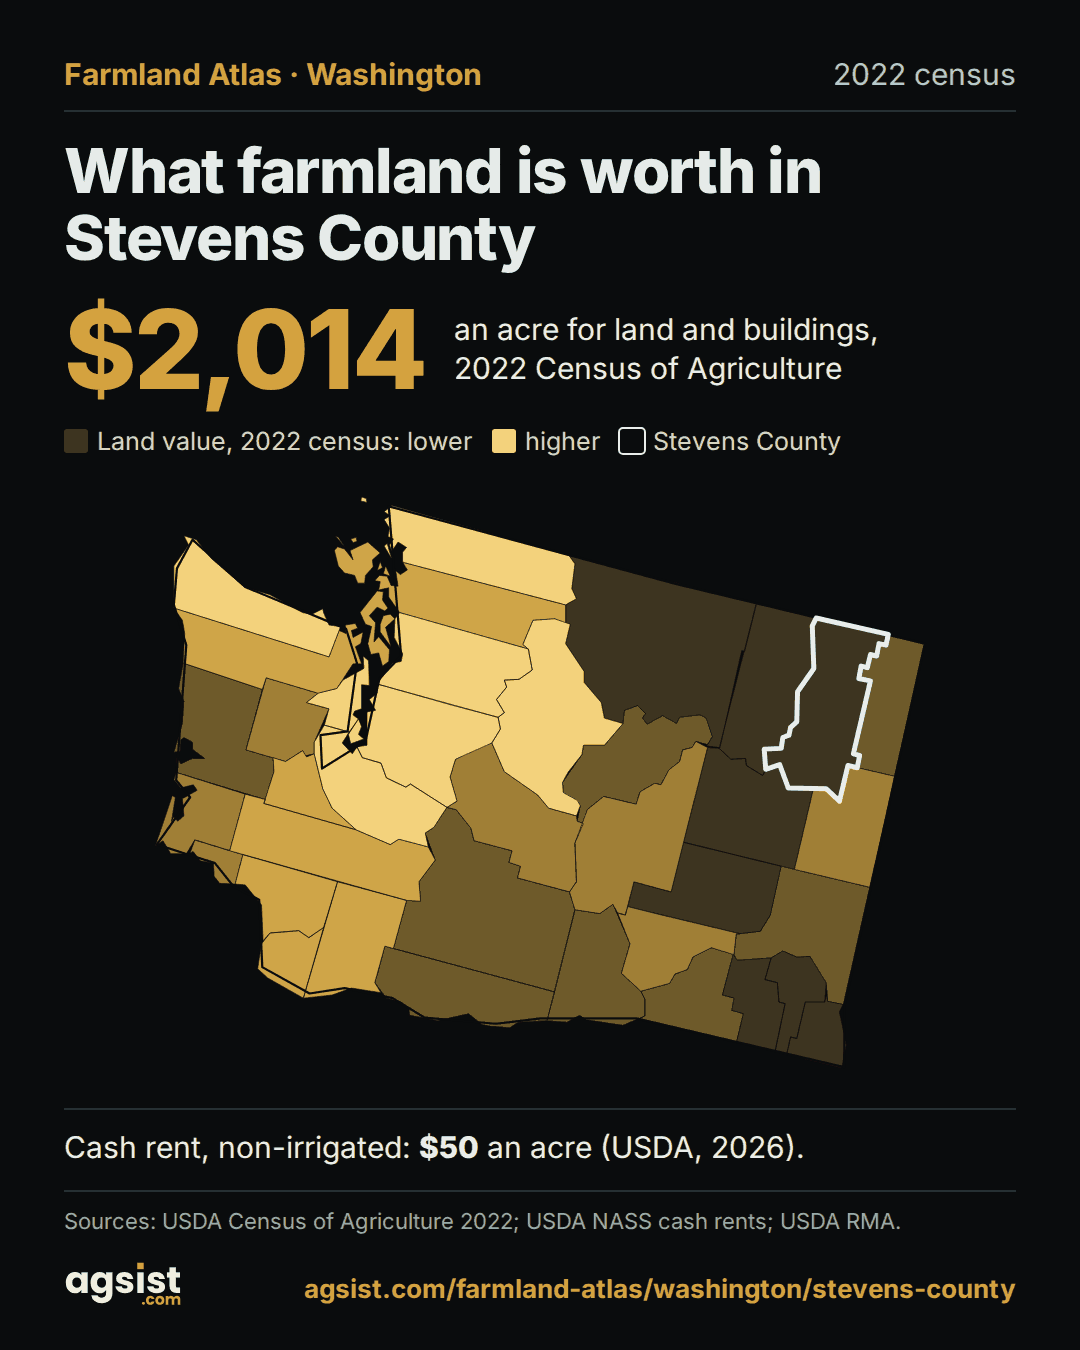 Farmland Atlas · Washington
2022 census
What farmland is worth in
Stevens County
$2,014
an acre for land and buildings,
2022 Census of Agriculture
Land value, 2022 census: lower
higher
Stevens County
Cash rent, non-irrigated: $50 an acre (USDA, 2026).
Sources: USDA Census of Agriculture 2022; USDA NASS cash rents; USDA RMA.
agsist
.com
agsist.com/farmland-atlas/washington/stevens-county